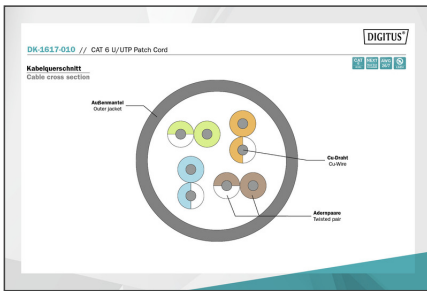 DIGITUS®
DK-1617-010 // CAT 6 U/UTP Patch Cord
Kabelquerschnitt
Cable cross section
Außenmantel
Outer jacket
Cu-Draht
Cu-Wire
Adernpaare
Twisted pair